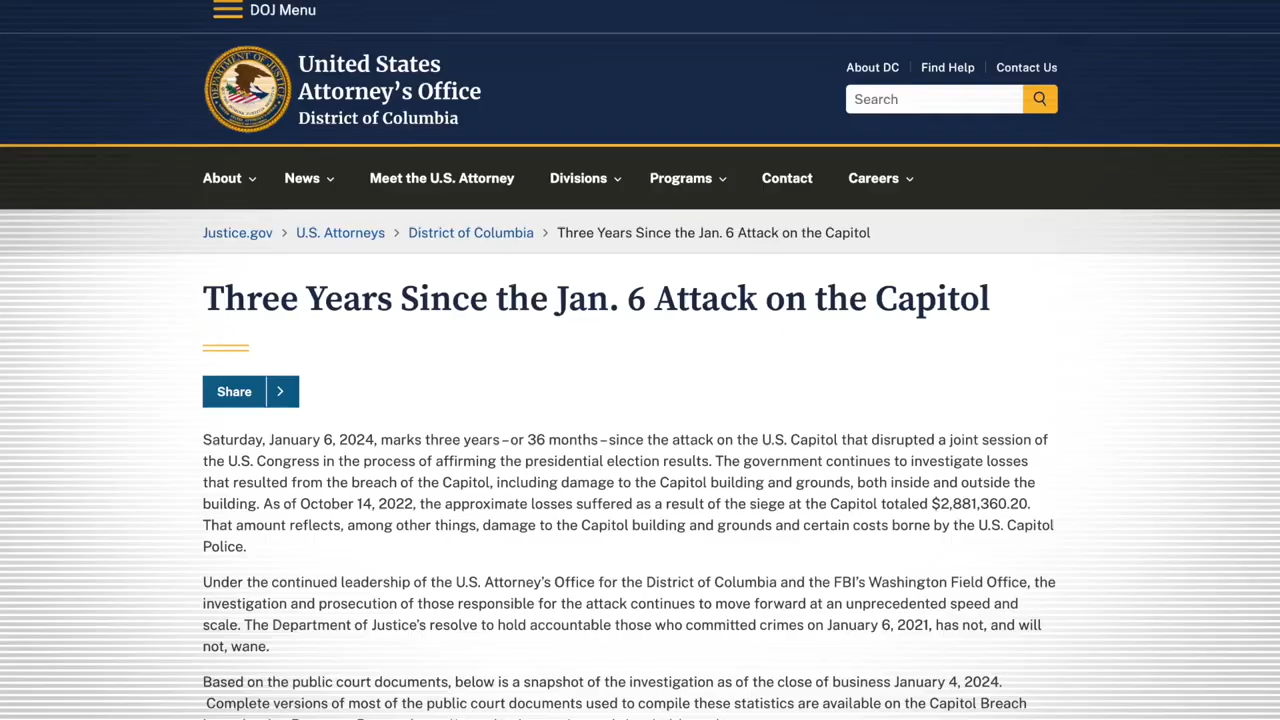 DOJ Menu
United States
Attorney's Office
District of Columbia
About DC
Find Help
Contact Us
Search
About
News
Meet the U.S. Attorney
Divisions
Programs
Contact
Careers
Justice.gov > U.S. Attorneys > District of Columbia > Three Years Since the Jan. 6 Attack on the Capitol
Three Years Since the Jan. 6 Attack on the Capitol
Share
Saturday, January 6, 2024, marks three years – or 36 months – since the attack on the U.S. Capitol that disrupted a joint session of
the U.S. Congress in the process of affirming the presidential election results. The government continues to investigate losses
that resulted from the breach of the Capitol, including damage to the Capitol building and grounds, both inside and outside the
building. As of October 14, 2022, the approximate losses suffered as a result of the siege at the Capitol totaled $2,881,360.20.
That amount reflects, among other things, damage to the Capitol building and grounds and certain costs borne by the U.S. Capitol
Police.
Under the continued leadership of the U.S. Attorney's Office for the District of Columbia and the FBI's Washington Field Office, the
investigation and prosecution of those responsible for the attack continues to move forward at an unprecedented speed and
scale. The Department of Justice's resolve to hold accountable those who committed crimes on January 6, 2021, has not, and will
not, wane.
Based on the public court documents, below is a snapshot of the investigation as of the close of business January 4, 2024.
Complete versions of most of the public court documents used to compile these statistics are available on the Capitol Breach